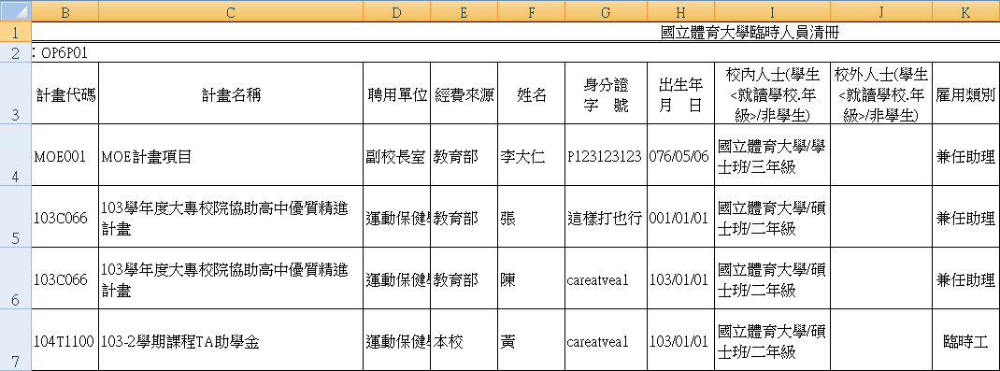 B C D E F G H I J K
1 國立體育大學臨時人員清冊
2 : OP6P01
計畫代碼 計畫名稱 聘用單位 經費來源 姓名 身分證 出生年 校內人士(學生 校外人士(學生 雇用類別
字 號 月 日 <就讀學校.年 <就讀學校.年
3 級>/非學生) 級>/非學生)
MOE001 MOE計畫項目 副校長室 教育部 李大仁 P123123123 076/05/06 國立體育大學/學 兼任助理
4 士班/三年級
103C066 103學年度大專校院協助高中優質精進 運動保健 教育部 張 這樣打也行 001/01/01 國立體育大學/碩 兼任助理
5 計畫 士班/二年級
103C066 103學年度大專校院協助高中優質精進 運動保健 教育部 陳 careatvea1 103/01/01 國立體育大學/碩 兼任助理
6 計畫 士班/二年級
104T1100 103-2學期課程TA助學金 運動保健 本校 黃 careatvea1 103/01/01 國立體育大學/碩 臨時工
7 士班/二年級